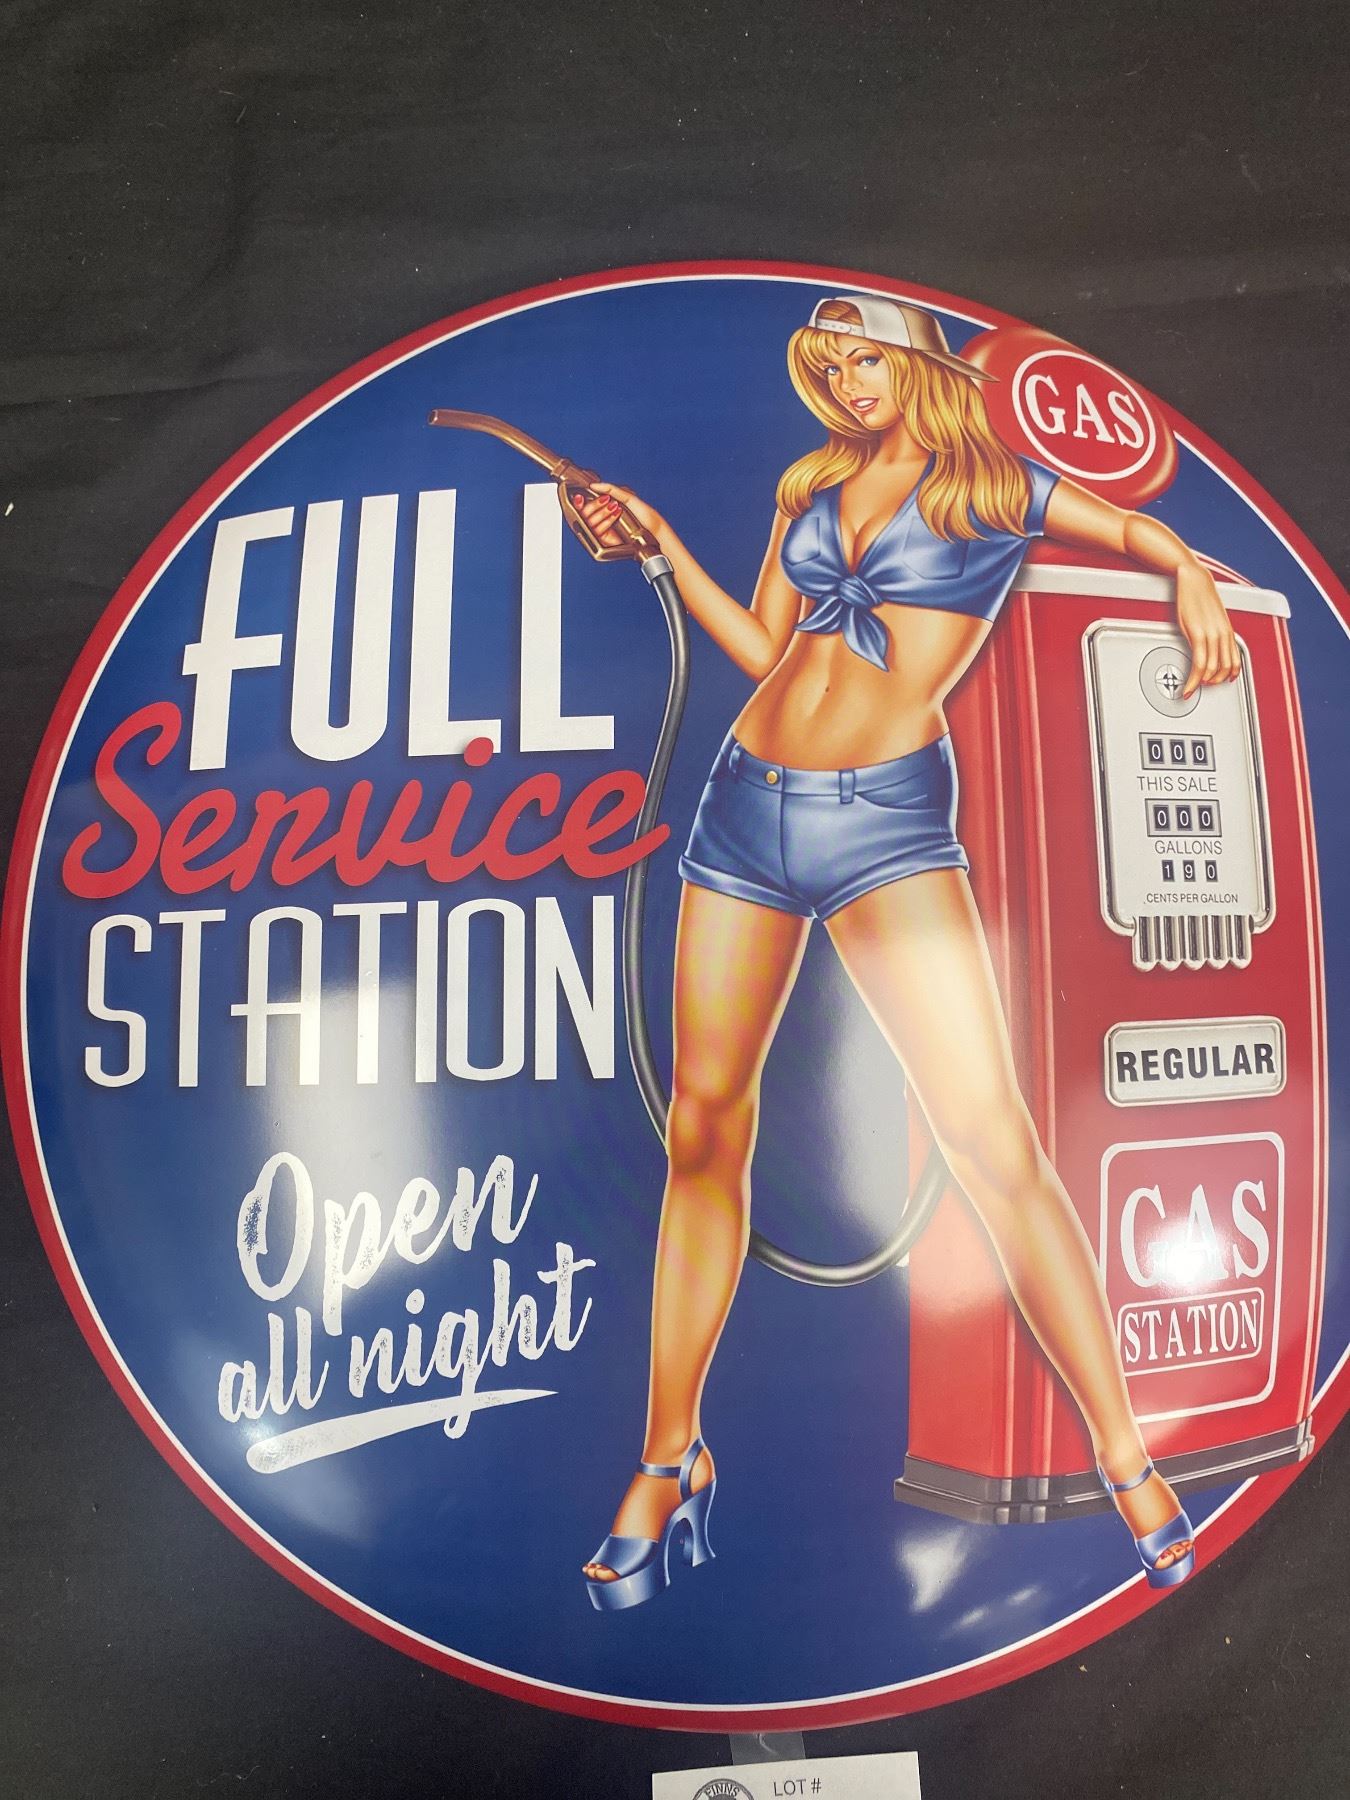 FULL
Service
STATION
Open
all night
GAS
000
THIS SALE
000
GALLONS
190
CENTS PER GALLON
REGULAR
GAS
STATION
FINNS
LOT #